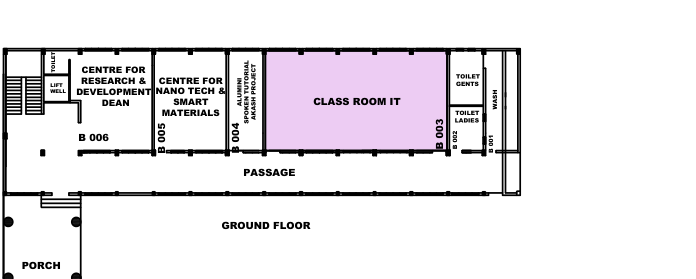 TOILET
LIFT
WELL
CENTRE FOR
RESEARCH &
DEVELOPMENT
DEAN
B 006
CENTRE FOR
NANO TECH &
SMART
MATERIALS
B 005
ALUMINI
SPOKEN TUTORIAL
AKASH PROJECT
B 004
CLASS ROOM IT
B 003
TOILET
GENTS
TOILET
LADIES
B 002
WASH
B 001
PASSAGE
GROUND FLOOR
PORCH